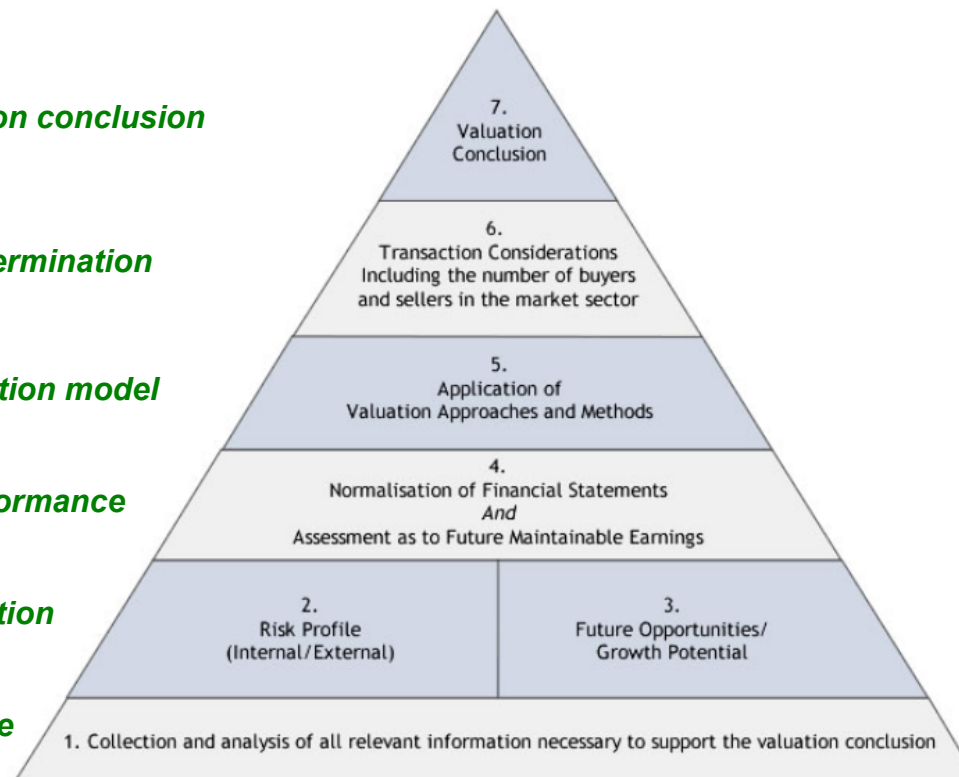 7.
Valuation
Conclusion
on conclusion
6.
Transaction Considerations
Including the number of buyers
and sellers in the market sector
ermination
5.
Application of
Valuation Approaches and Methods
tion model
4.
Normalisation of Financial Statements
And
Assessment as to Future Maintainable Earnings
ormance
2.
Risk Profile
(Internal/External)
3.
Future Opportunities/
Growth Potential
tion
e
1. Collection and analysis of all relevant information necessary to support the valuation conclusion